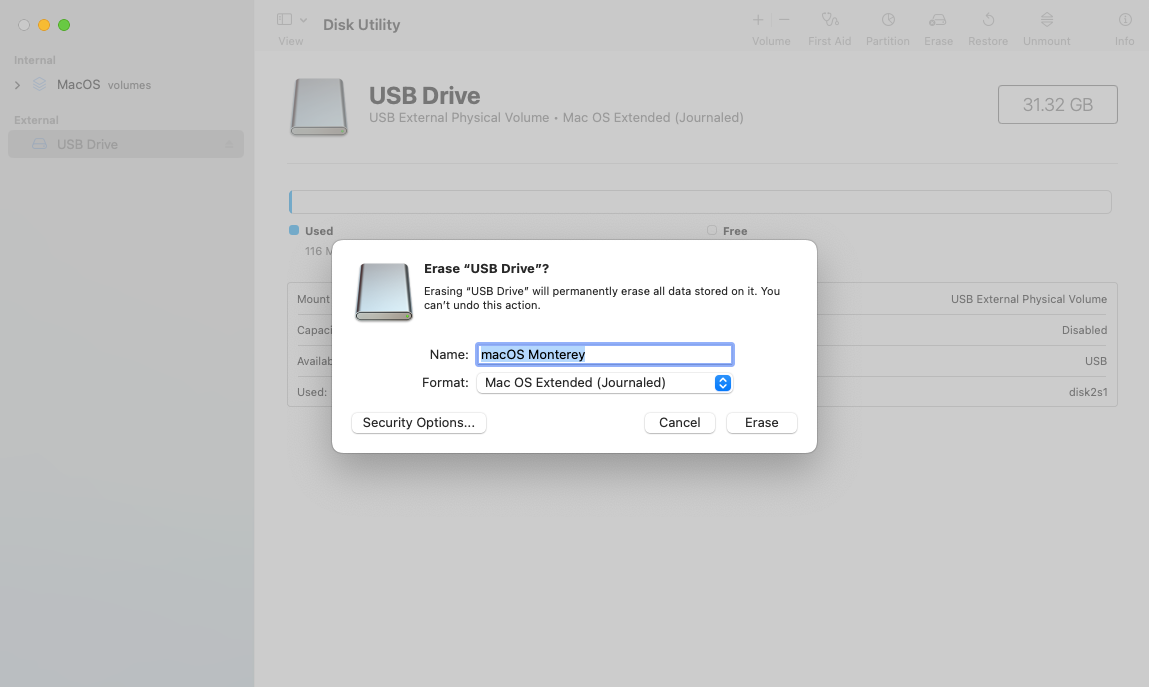 Disk Utility
View
Volume
First Aid
Partition
Erase
Restore
Unmount
Info
Internal
MacOS volumes
External
USB Drive
USB Drive
USB External Physical Volume • Mac OS Extended (Journaled)
31.32 GB
Used
Free
116
Mount
USB External Physical Volume
Disabled
USB
Used:
disk2s1
Erase “USB Drive”?
Erasing “USB Drive” will permanently erase all data stored on it. You
can’t undo this action.
Name: macOS Monterey
Format: Mac OS Extended (Journaled)
Security Options...
Cancel
Erase